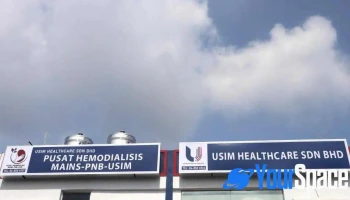 USIM HEALTHCARE SDN BHD
PUSAT HEMODIALISIS
MAINS-PNB-USIM
USIM HEALTHCARE SDN BHD
YourSpace